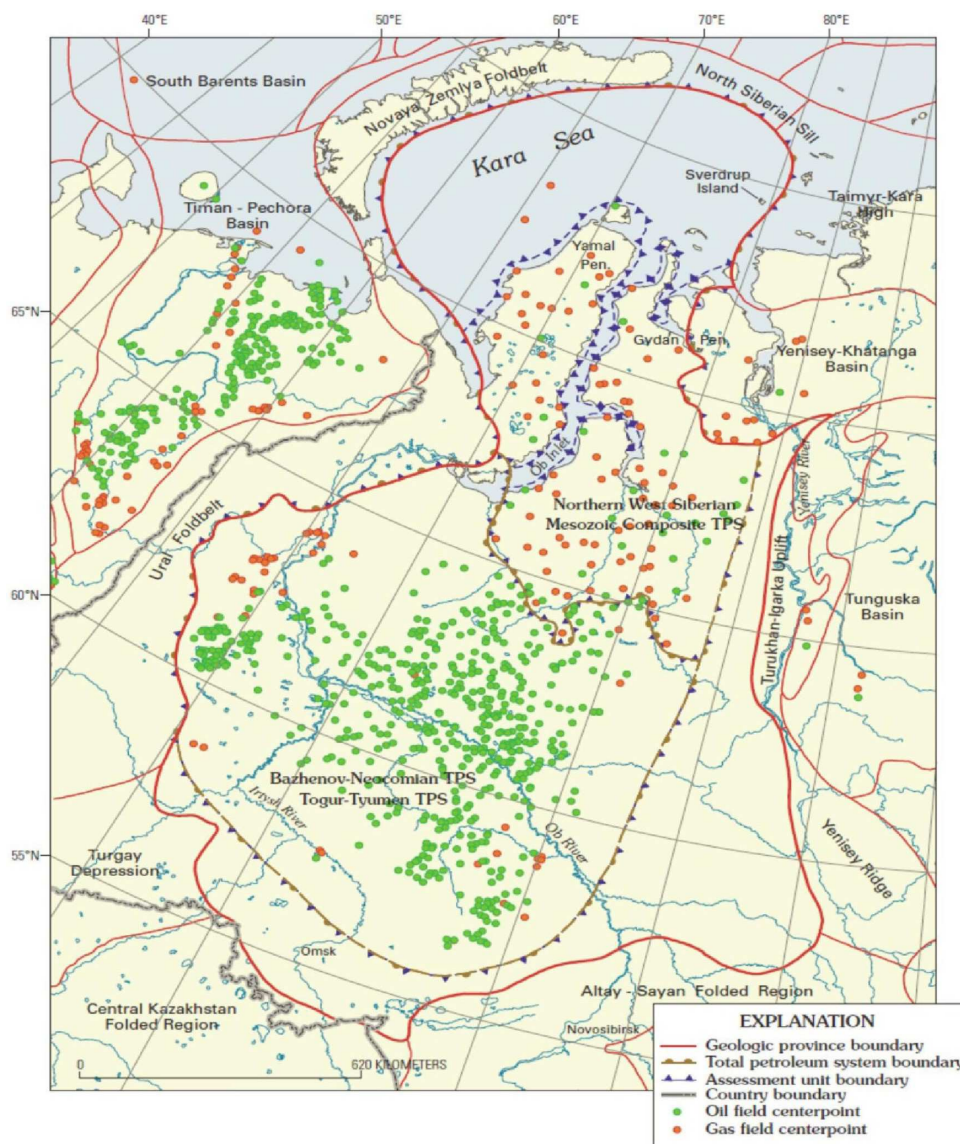 40°E
50°E
60°E
70°E
80°E
South Barents Basin
Novaya Zemlya Foldbelt
North Siberian Sill
Kara Sea
Sverdrup
Island
Taimyr-Kara
High
Timan - Pechora
Basin
Yamal
Pen.
65°N
Gydan Pen.
Yenisey-Khatanga
Basin
Ob Inlet
Yenisey River
Northern West Siberian
Mesozoic Composite TPS
Ural Foldbelt
60°N
Turukhan-Igarka Uplift
Tunguska
Basin
Bazhenov-Neocomian TPS
Togur-Tyumen TPS
Irtysh River
Ob River
Yenisey Ridge
55°N
Turgay
Depression
Omsk
Altay - Sayan Folded Region
Central Kazakhstan
Folded Region
Novosibirsk
0
620 KILOMETERS
EXPLANATION
Geologic province boundary
Total petroleum system boundary
Assessment unit boundary
Country boundary
Oil field centerpoint
Gas field centerpoint